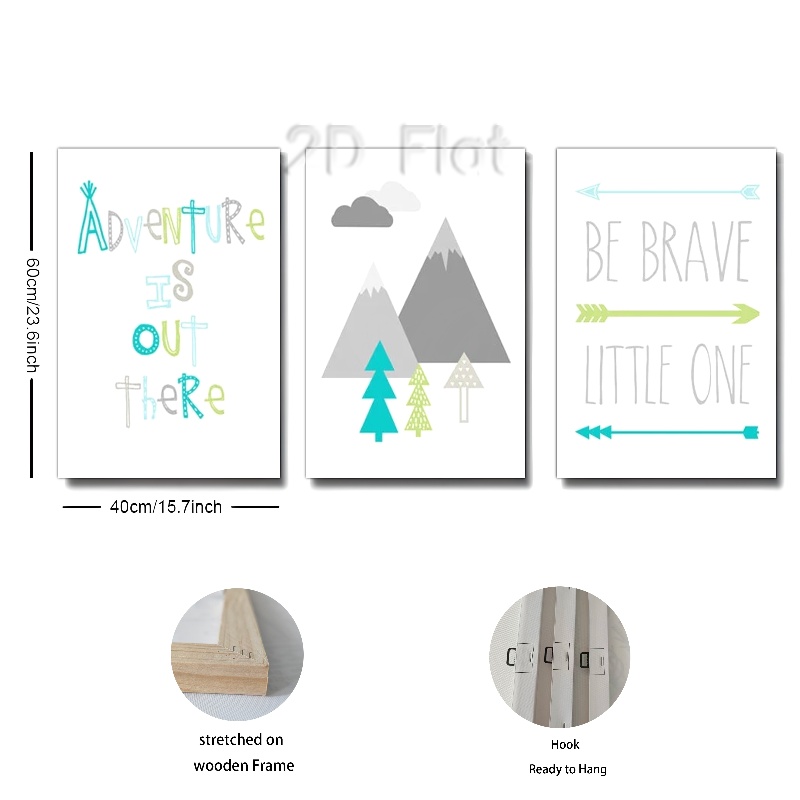 2D Flat
ADVENTURE
IS
OUT
THERE
BE BRAVE
LITTLE ONE
60cm/23.6inch
40cm/15.7inch
stretched on
wooden Frame
Hook
Ready to Hang